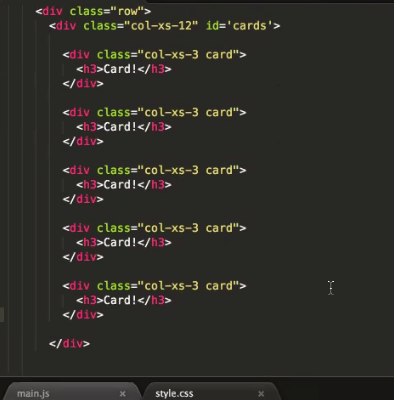 <div class="row">
<div class="col-xs-12" id='cards'>
<div class="col-xs-3 card">
<h3>Card!</h3>
</div>
<div class="col-xs-3 card">
<h3>Card!</h3>
</div>
<div class="col-xs-3 card">
<h3>Card!</h3>
</div>
<div class="col-xs-3 card">
<h3>Card!</h3>
</div>
<div class="col-xs-3 card">
<h3>Card!</h3>
</div>
</div>
main.js × style.css ×